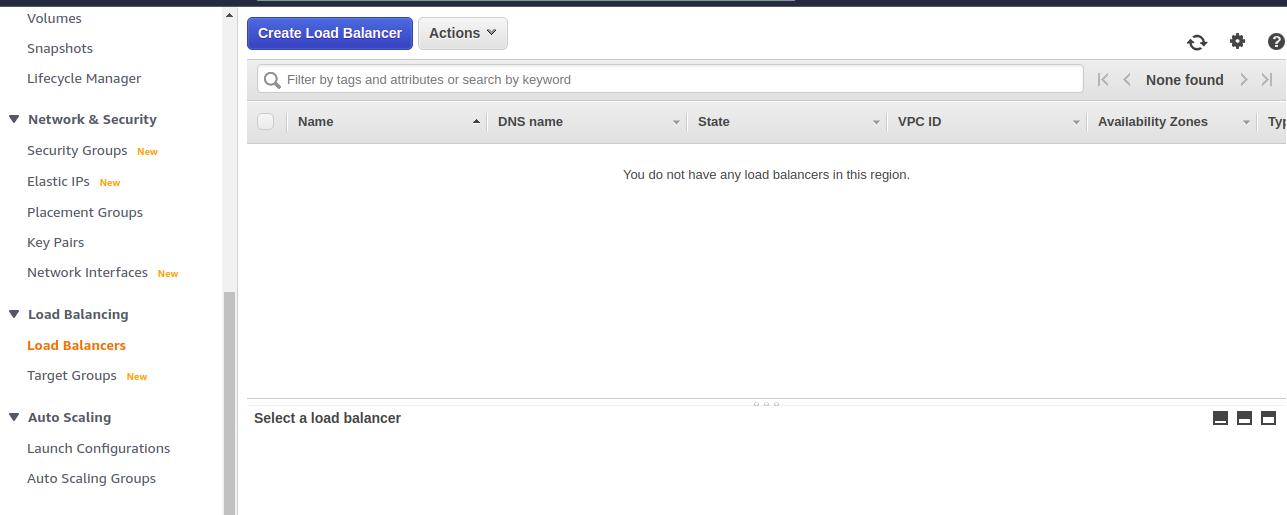 Volumes
Snapshots
Lifecycle Manager
Network & Security
Security Groups New
Elastic IPs New
Placement Groups
Key Pairs
Network Interfaces New
Load Balancing
Load Balancers
Target Groups New
Auto Scaling
Launch Configurations
Auto Scaling Groups
Create Load Balancer Actions
Filter by tags and attributes or search by keyword None found
Name DNS name State VPC ID Availability Zones Typ
You do not have any load balancers in this region.
Select a load balancer